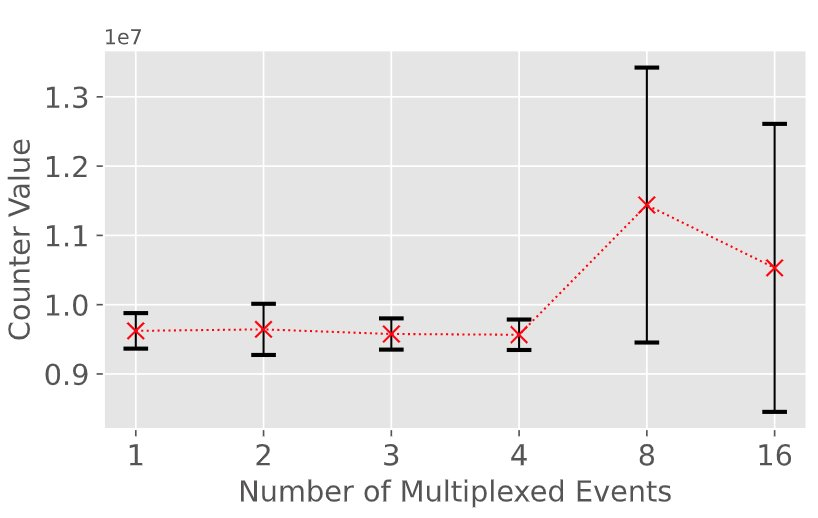 1e7
1.3
1.2
1.1
1.0
0.9
Counter Value
1 2 3 4 8 16
Number of Multiplexed Events